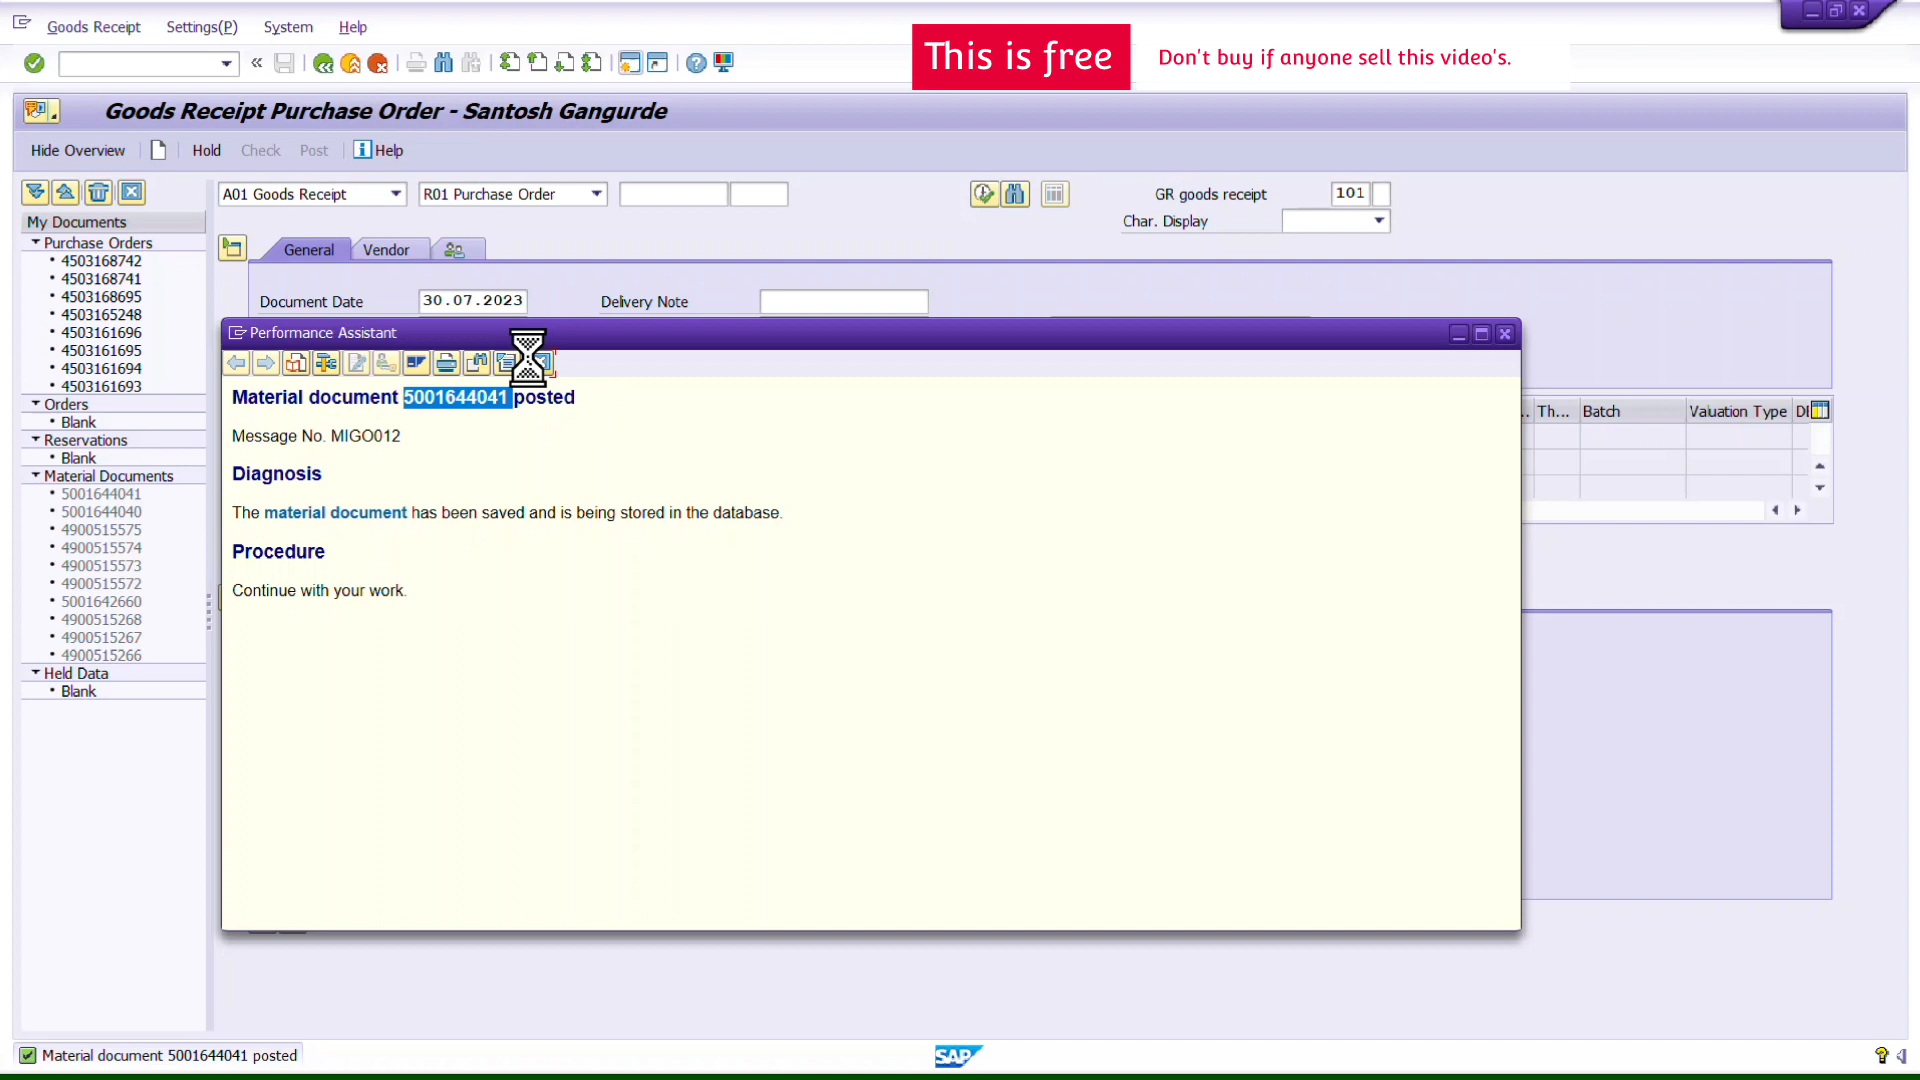 Goods Receipt Settings(P) System Help
This is free
Don't buy if anyone sell this video's.
Goods Receipt Purchase Order - Santosh Gangurde
Hide Overview Hold Check Post Help
A01 Goods Receipt R01 Purchase Order GR goods receipt 101
Char. Display
My Documents
Purchase Orders
4503168742
4503168741
4503168695
4503165248
4503161696
4503161695
4503161694
4503161693
Orders
Blank
Reservations
Blank
Material Documents
5001644041
5001644040
4900515575
4900515574
4900515573
4900515572
5001642660
4900515268
4900515267
4900515266
Held Data
Blank
General Vendor
Document Date 30.07.2023 Delivery Note
Performance Assistant
Material document 5001644041 posted
Message No. MIGO012
Diagnosis
The material document has been saved and is being stored in the database.
Procedure
Continue with your work.
.. Th... Batch Valuation Type
Material document 5001644041 posted
SAP